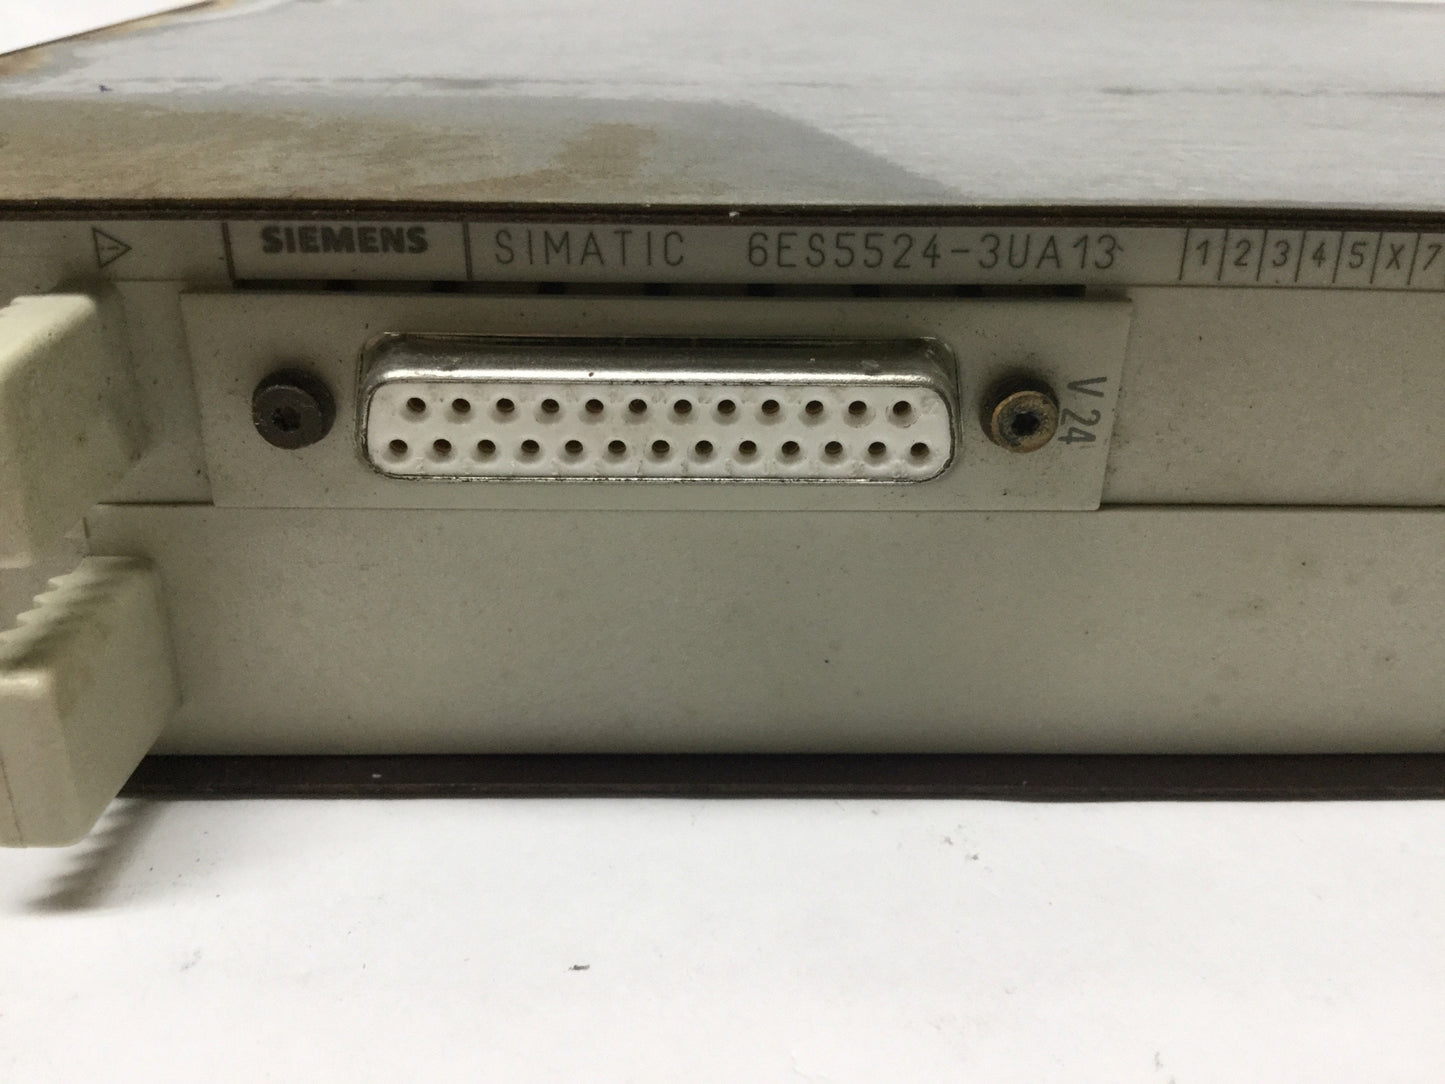 SIEMENS SIMATIC 6ES5524-3UA13 1 2 3 4 5 X 7
V 24